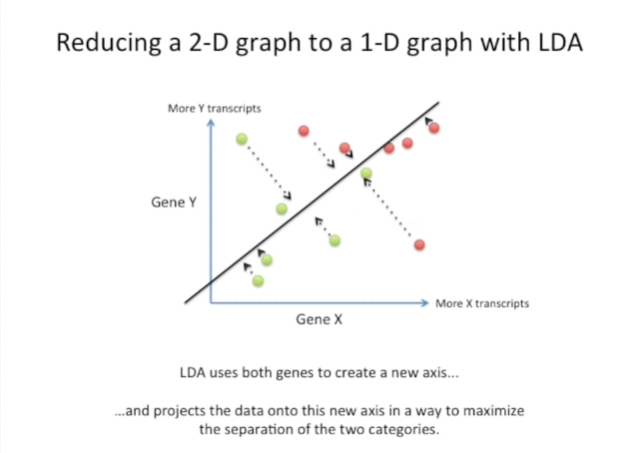 Reducing a 2-D graph to a 1-D graph with LDA
More Y transcripts
Gene Y
More X transcripts
Gene X
LDA uses both genes to create a new axis...
...and projects the data onto this new axis in a way to maximize
the separation of the two categories.